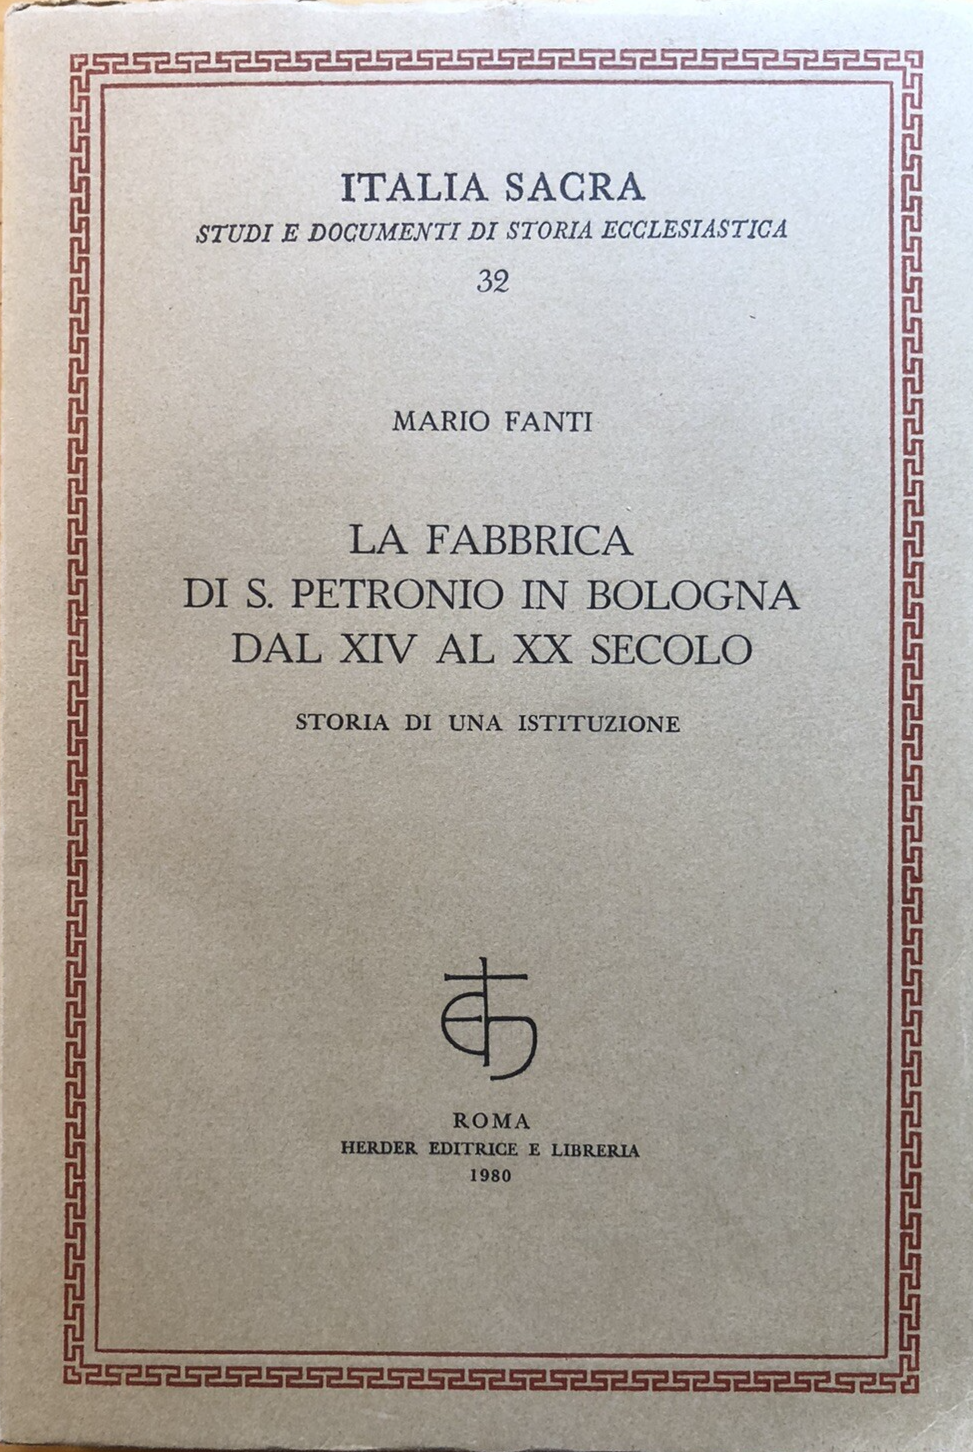 ITALIA SACRA
STUDI E DOCUMENTI DI STORIA ECCLESIASTICA
32
MARIO FANTI
LA FABBRICA
DI S. PETRONIO IN BOLOGNA
DAL XIV AL XX SECOLO
STORIA DI UNA ISTITUZIONE
ROMA
HERDER EDITRICE E LIBRERIA
1980